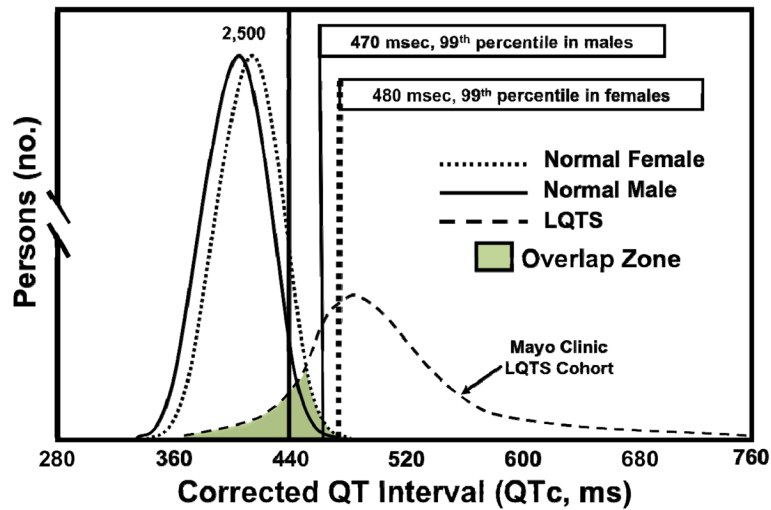 2,500
470 msec, 99th percentile in males
480 msec, 99th percentile in females
Normal Female
Normal Male
LQTS
Overlap Zone
Mayo Clinic
LQTS Cohort
Persons (no.)
280 360 440 520 600 680 760
Corrected QT Interval (QTc, ms)